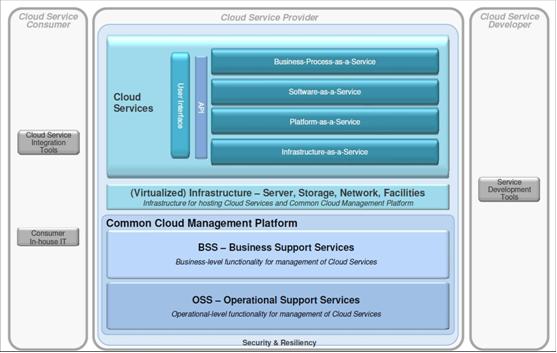 Cloud Service
Consumer
Cloud Service Provider
Cloud Service
Developer
Cloud
Services
User Interface
API
Business-Process-as-a-Service
Software-as-a-Service
Platform-as-a-Service
Infrastructure-as-a-Service
Cloud Service
Integration
Tools
Consumer
In-house IT
(Virtualized) Infrastructure – Server, Storage, Network, Facilities
Infrastructure for hosting Cloud Services and Common Cloud Management Platform
Service
Development
Tools
Common Cloud Management Platform
BSS – Business Support Services
Business-level functionality for management of Cloud Services
OSS – Operational Support Services
Operational-level functionality for management of Cloud Services
Security & Resiliency